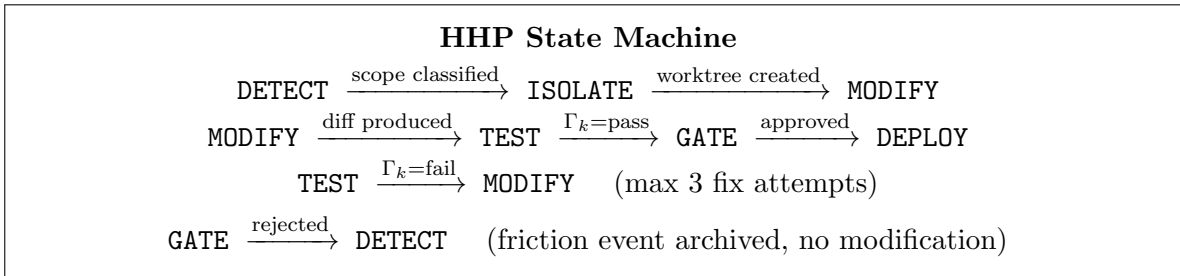 HHP State Machine
DETECT scope classified → ISOLATE worktree created → MODIFY
MODIFY diff produced → TEST Γₖ=pass → GATE approved → DEPLOY
TEST Γₖ=fail → MODIFY (max 3 fix attempts)
GATE rejected → DETECT (friction event archived, no modification)